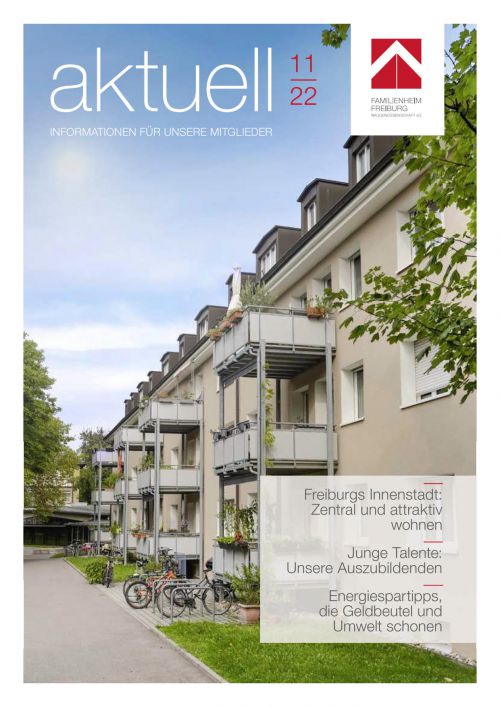 aktuell
11
22
INFORMATIONEN FÜR UNSERE MITGLIEDER
FAMILIENHEIM
FREIBURG
BAUGENOSSENSCHAFT eG
Freiburgs Innenstadt:
Zentral und attraktiv
wohnen
Junge Talente:
Unsere Auszubildenden
Energiespartipps,
die Geldbeutel und
Umwelt schonen